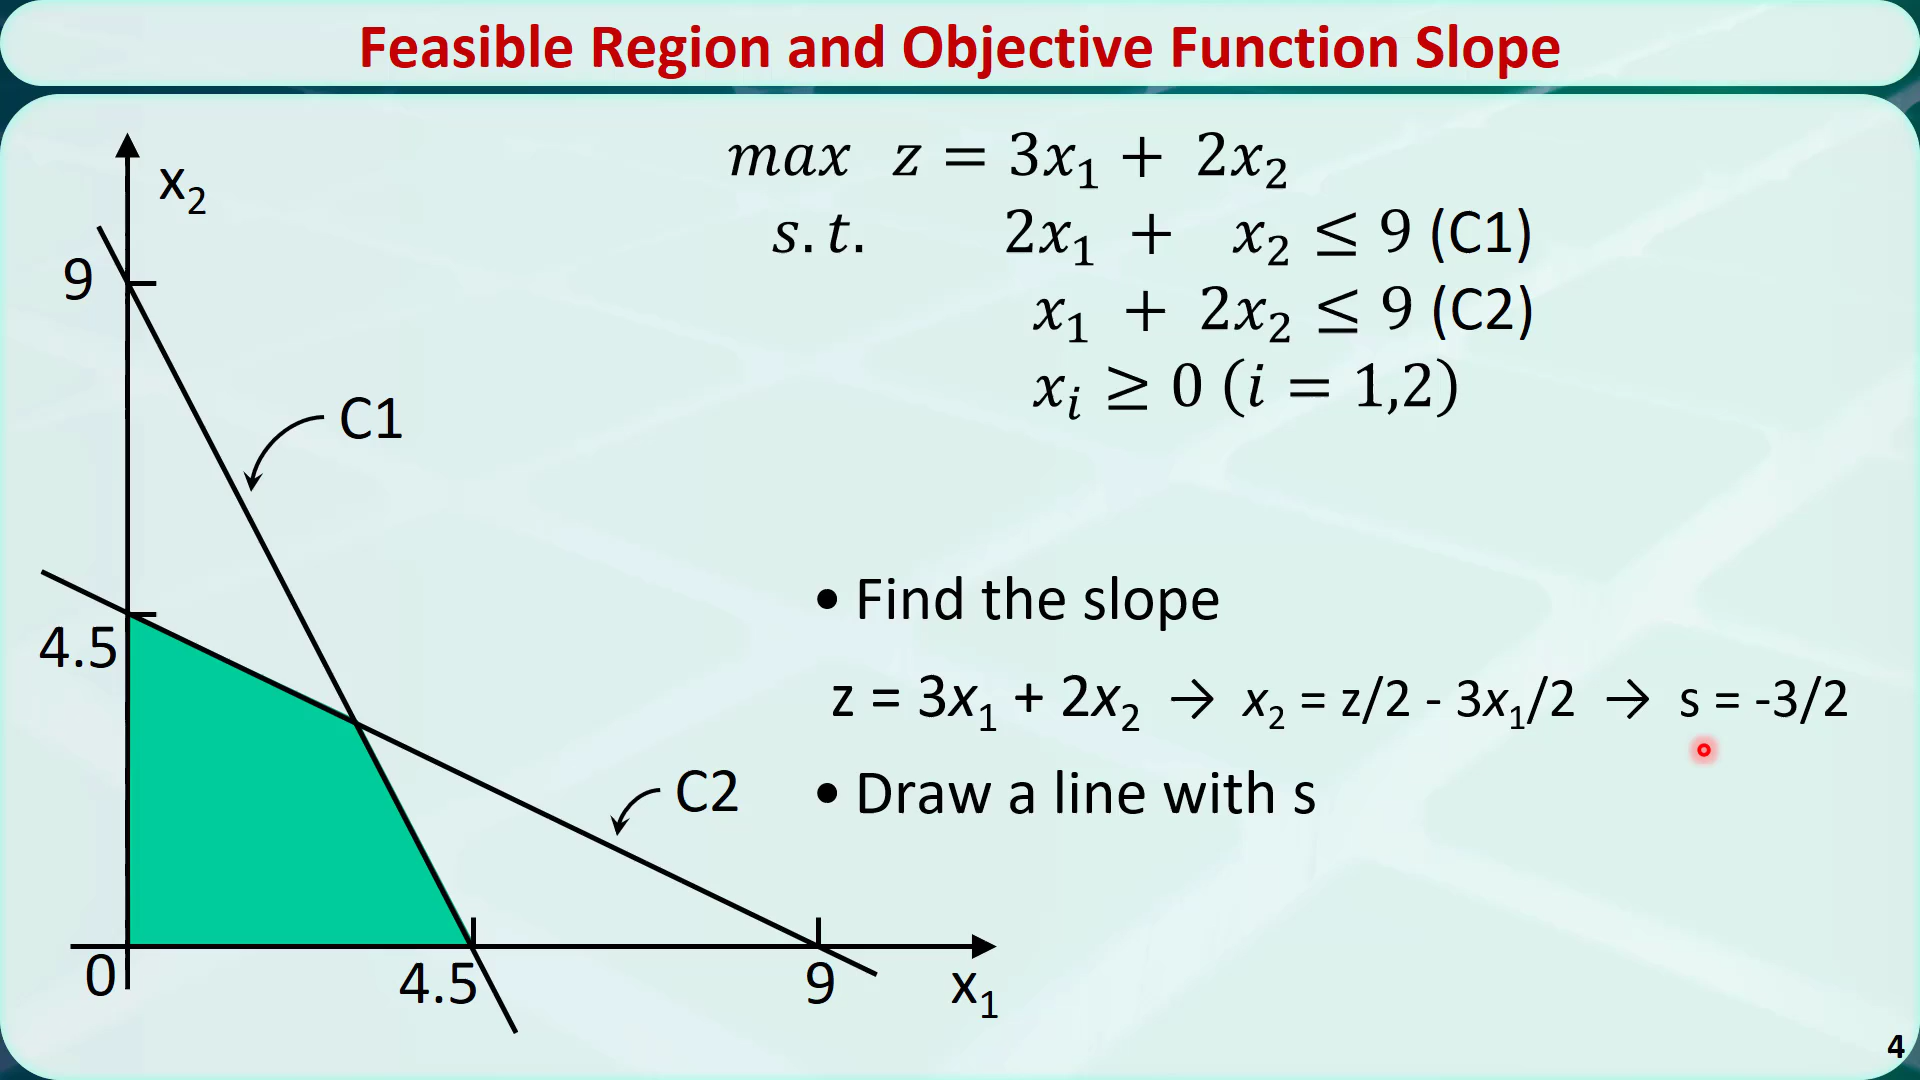 Feasible Region and Objective Function Slope
max z = 3x₁ + 2x₂
s.t. 2x₁ + x₂ ≤ 9 (C1)
x₁ + 2x₂ ≤ 9 (C2)
xᵢ ≥ 0 (i = 1,2)
x₂
9
C1
4.5
C2
0
4.5
9
x₁
• Find the slope
z = 3x₁ + 2x₂ → x₂ = z/2 - 3x₁/2 → s = -3/2
• Draw a line with s
4